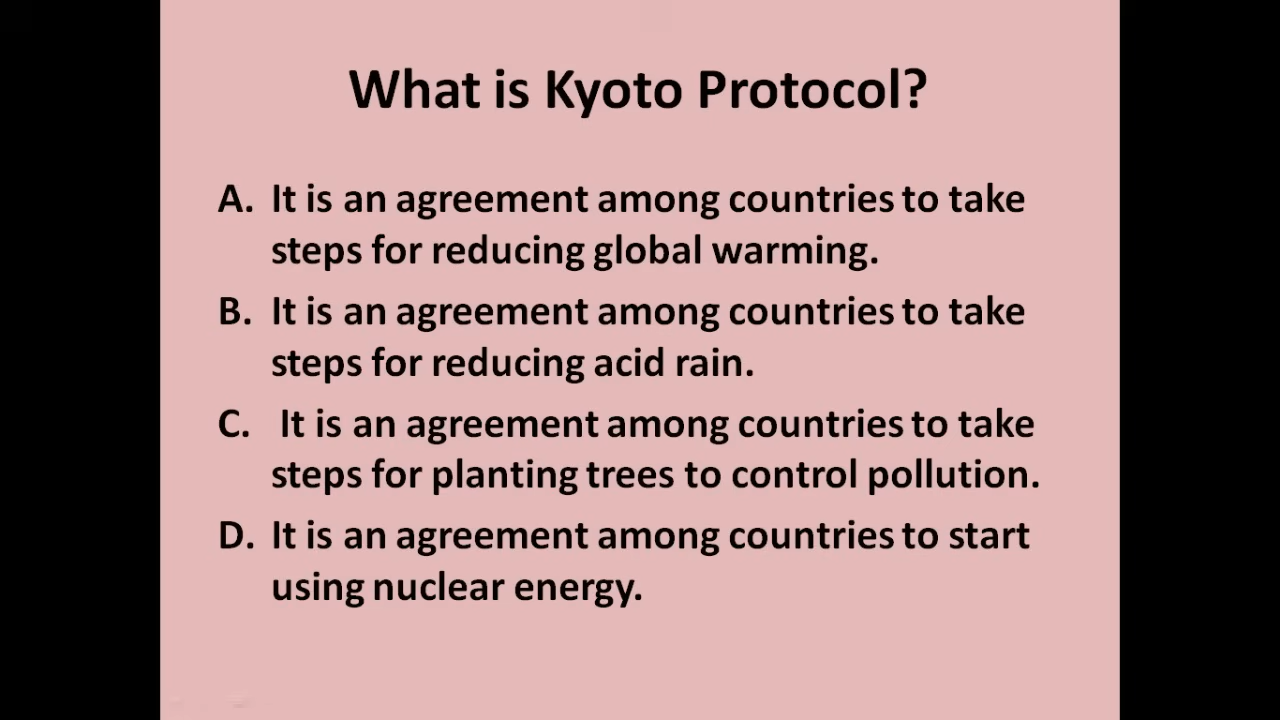 What is Kyoto Protocol?
A. It is an agreement among countries to take
steps for reducing global warming.
B. It is an agreement among countries to take
steps for reducing acid rain.
C. It is an agreement among countries to take
steps for planting trees to control pollution.
D. It is an agreement among countries to start
using nuclear energy.